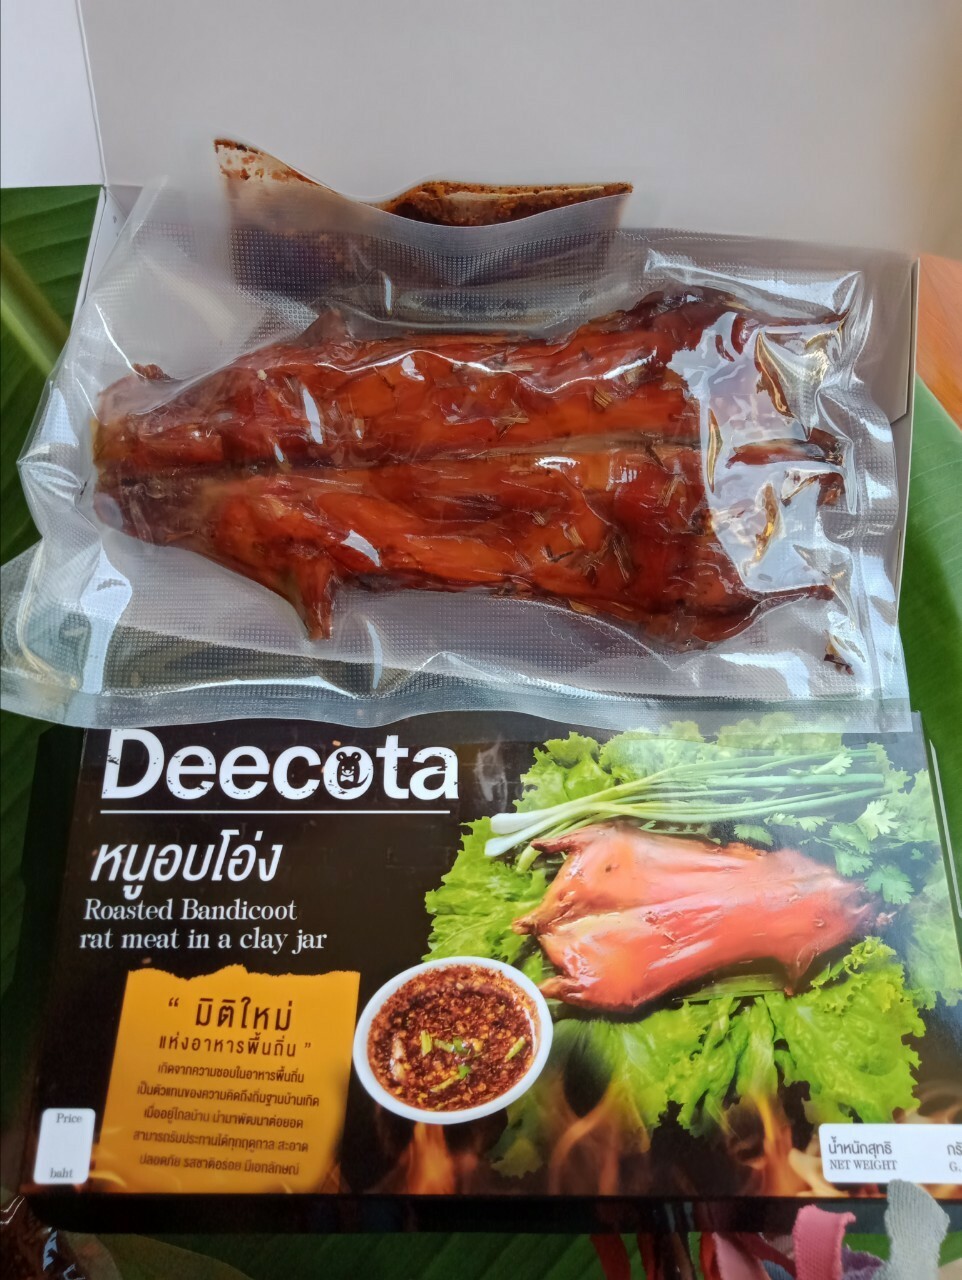 Deecota
หนูอบโอ่ง
Roasted Bandicoot
rat meat in a clay jar
“ มิติใหม่
แห่งอาหารพื้นถิ่น ”
เกิดจากความชอบในอาหารพื้นถิ่น
เป็นตัวแทนของความคิดถึงถิ่นฐานบ้านเกิด
เมื่ออยู่ไกลบ้าน นำมาพัฒนาต่อยอด
สามารถรับประทานได้ทุกฤดูกาล สะอาด
ปลอดภัย รสชาติอร่อย มีเอกลักษณ์
Price
baht
น้ำหนักสุทธิ
NET WEIGHT
G.